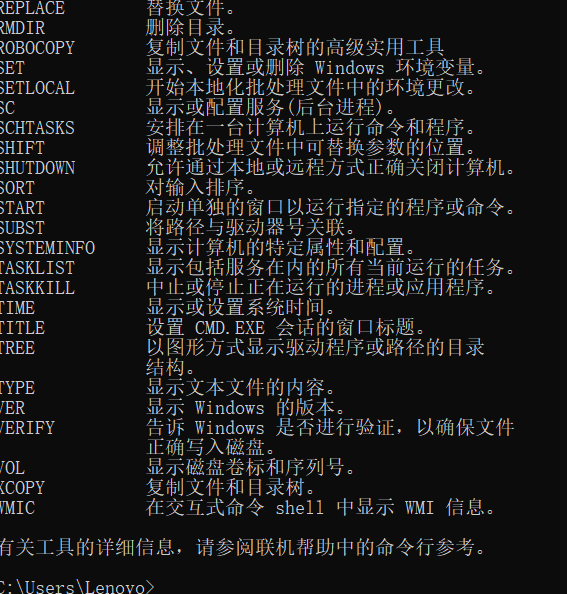 REPLACE 替换文件。
RMDIR 删除目录。
ROBOCOPY 复制文件和目录树的高级实用工具
SET 显示、设置或删除 Windows 环境变量。
SETLOCAL 开始本地化批处理文件中的环境更改。
SC 显示或配置服务(后台进程)。
SCHTASKS 安排在一台计算机上运行命令和程序。
SHIFT 调整批处理文件中可替换参数的位置。
SHUTDOWN 允许通过本地或远程方式正确关闭计算机。
SORT 对输入排序。
START 启动单独的窗口以运行指定的程序或命令。
SUBST 将路径与驱动器号关联。
SYSTEMINFO 显示计算机的特定属性和配置。
TASKLIST 显示包括服务在内的所有当前运行的任务。
TASKKILL 中止或停止正在运行的进程或应用程序。
TIME 显示或设置系统时间。
TITLE 设置 CMD.EXE 会话的窗口标题。
TREE 以图形方式显示驱动程序或路径的目录
结构。
TYPE 显示文本文件的内容。
VER 显示 Windows 的版本。
VERIFY 告诉 Windows 是否进行验证，以确保文件
正确写入磁盘。
VOL 显示磁盘卷标和序列号。
XCOPY 复制文件和目录树。
WMIC 在交互式命令 shell 中显示 WMI 信息。
有关工具的详细信息，请参阅联机帮助中的命令行参考。
C:\Users\Lenovo>